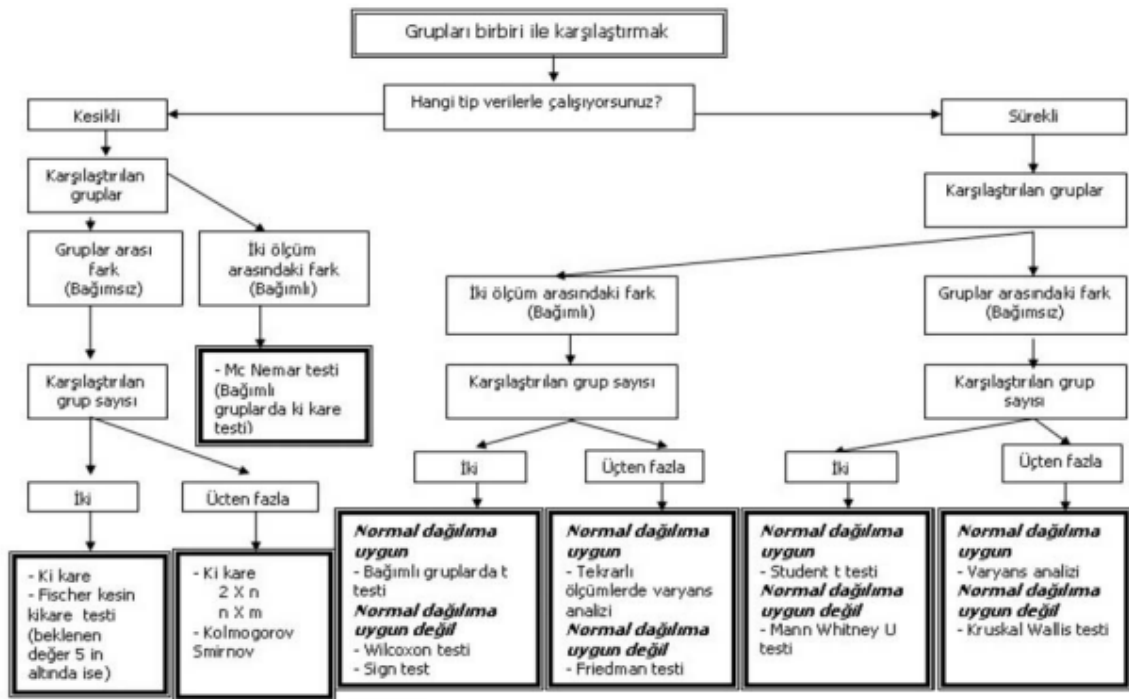 Grupları birbiri ile karşılaştırmak
Hangi tip verilerle çalışıyorsunuz?
Kesikli
Sürekli
Karşılaştırılan
gruplar
Karşılaştırılan gruplar
Gruplar arası
fark
(Bağımsız)
İki ölçüm
arasındaki fark
(Bağımlı)
İki ölçüm arasındaki fark
(Bağımlı)
Gruplar arasındaki fark
(Bağımsız)
Karşılaştırılan
grup sayısı
- Mc Nemar testi
(Bağımlı
gruplarda ki kare
testi)
Karşılaştırılan grup
sayısı
Karşılaştırılan grup
sayısı
İki
Üçten fazla
İki
Üçten fazla
İki
Üçten fazla
- Ki kare
- Fischer kesin
kikare testi
(beklenen
değer 5 in
altında ise)
- Ki kare
2 X n
n X m
- Kolmogorov
Smirnov
Normal dağılıma
uygun
- Bağımlı gruplarda t
testi
Normal dağılıma
uygun değil
- Wilcoxon testi
- Sign test
Normal dağılıma
uygun
- Tekrarlı
ölçümlerde varyans
analizi
Normal dağılıma
uygun değil
- Friedman testi
Normal dağılıma
uygun
- Student t testi
Normal dağılıma
uygun değil
- Mann Whitney U
testi
Normal dağılıma
uygun
- Varyans analizi
Normal dağılıma
uygun değil
- Kruskal Wallis testi